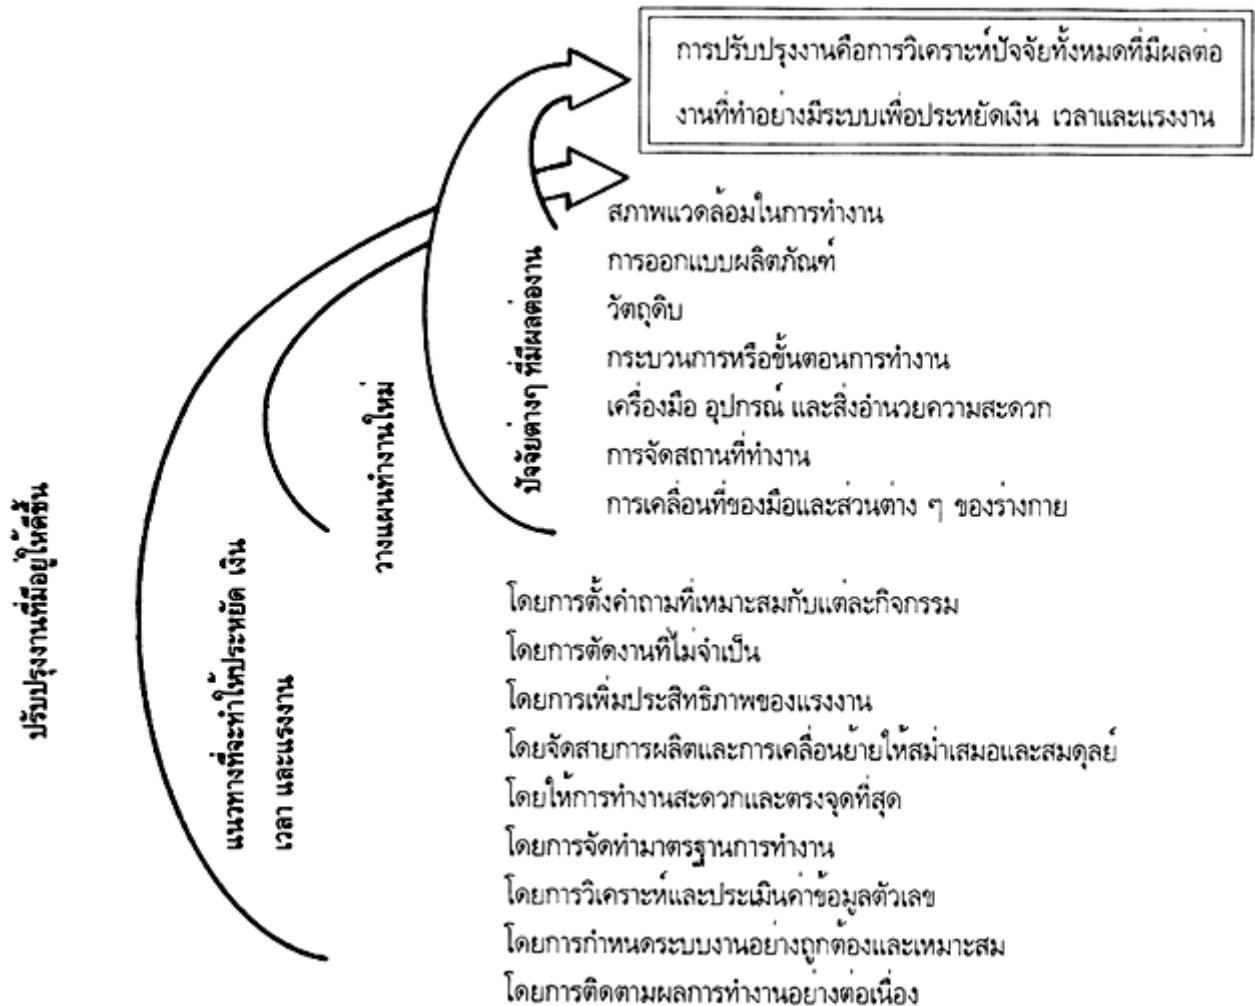 การปรับปรุงงานคือการวิเคราะห์ปัจจัยทั้งหมดที่มีผลต่อ
งานที่ทำอย่างมีระบบเพื่อประหยัดเงิน เวลาและแรงงาน
สภาพแวดล้อมในการทำงาน
การออกแบบผลิตภัณฑ์
วัตถุดิบ
กระบวนการหรือขั้นตอนการทำงาน
เครื่องมือ อุปกรณ์ และสิ่งอำนวยความสะดวก
การจัดสถานที่ทำงาน
การเคลื่อนที่ของมือและส่วนต่าง ๆ ของร่างกาย
ปัจจัยต่างๆ ที่มีผลต่องาน
วางแผนทำงานใหม่
แนวทางที่จะทำให้ประหยัด เงิน
เวลา และแรงงาน
ปรับปรุงงานที่มีอยู่ให้ดีขึ้น
โดยการตั้งคำถามที่เหมาะสมกับแต่ละกิจกรรม
โดยการตัดงานที่ไม่จำเป็น
โดยการเพิ่มประสิทธิภาพของแรงงาน
โดยจัดสายการผลิตและการเคลื่อนย้ายให้สม่ำเสมอและสมดุลย์
โดยให้การทำงานสะดวกและตรงจุดที่สุด
โดยการจัดทำมาตรฐานการทำงาน
โดยการวิเคราะห์และประเมินค่าข้อมูลตัวเลข
โดยการกำหนดระบบงานอย่างถูกต้องและเหมาะสม
โดยการติดตามผลการทำงานอย่างต่อเนื่อง